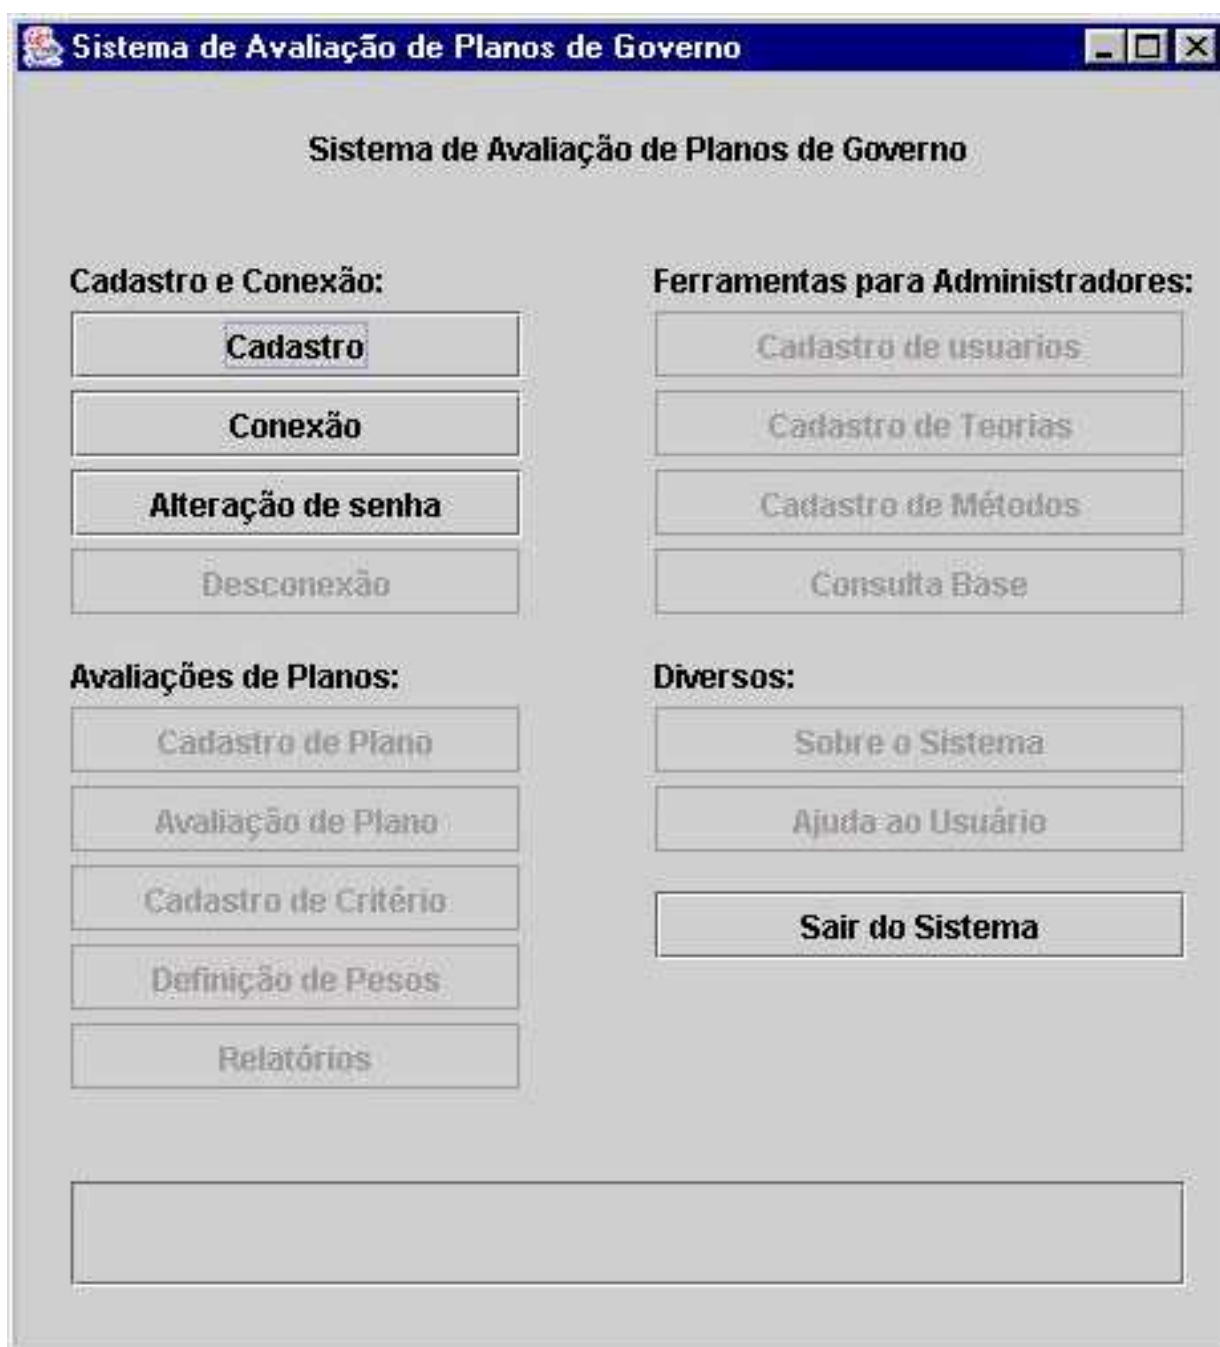 Sistema de Avaliação de Planos de Governo
Sistema de Avaliação de Planos de Governo
Cadastro e Conexão:
Cadastro
Conexão
Alteração de senha
Desconexão
Ferramentas para Administradores:
Cadastro de usuarios
Cadastro de Teorias
Cadastro de Métodos
Consulta Base
Avaliações de Planos:
Cadastro de Plano
Avaliação de Plano
Cadastro de Critério
Definição de Pesos
Relatórios
Diversos:
Sobre o Sistema
Ajuda ao Usuário
Sair do Sistema